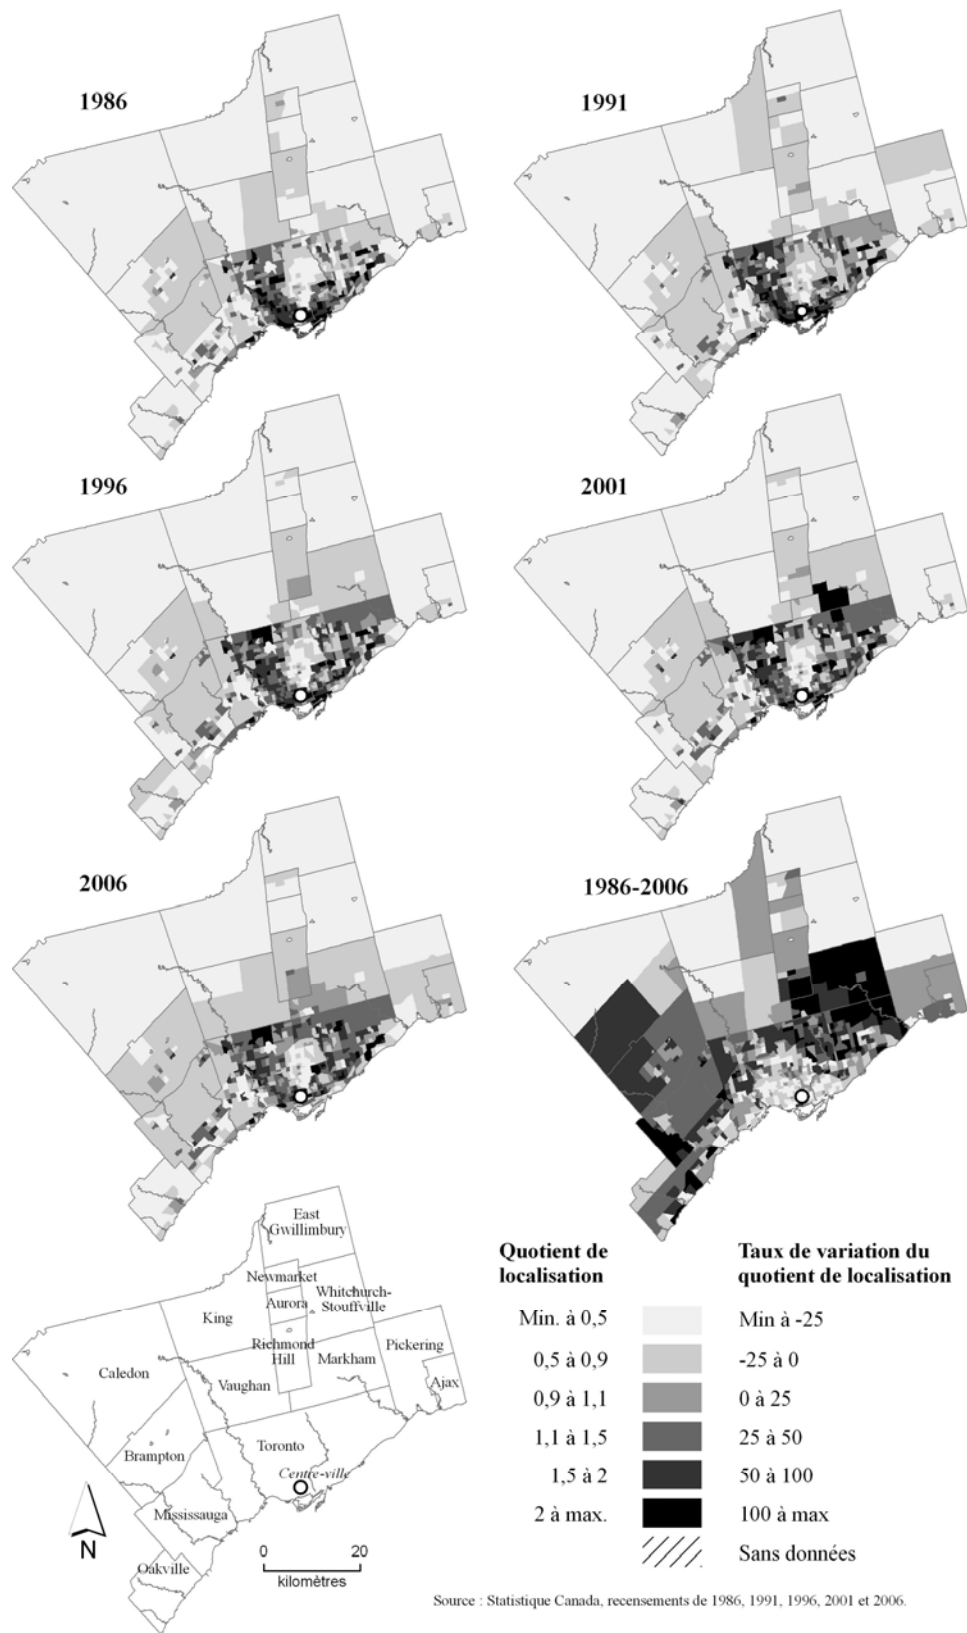 1986
1991
1996
2001
2006
1986-2006
East
Gwillimbury
Newmarket
Whitchurch-
Stouffville
Aurora
King
Richmond
Hill
Pickering
Markham
Caledon
Vaughan
Ajax
Toronto
Brampton
Centre-ville
Mississauga
N
Oakville
0 20
kilomètres
Quotient de
localisation
Taux de variation du
quotient de localisation
Min. à 0,5 Min à -25
0,5 à 0,9 -25 à 0
0,9 à 1,1 0 à 25
1,1 à 1,5 25 à 50
1,5 à 2 50 à 100
2 à max. 100 à max
Sans données
Source : Statistique Canada, recensements de 1986, 1991, 1996, 2001 et 2006.